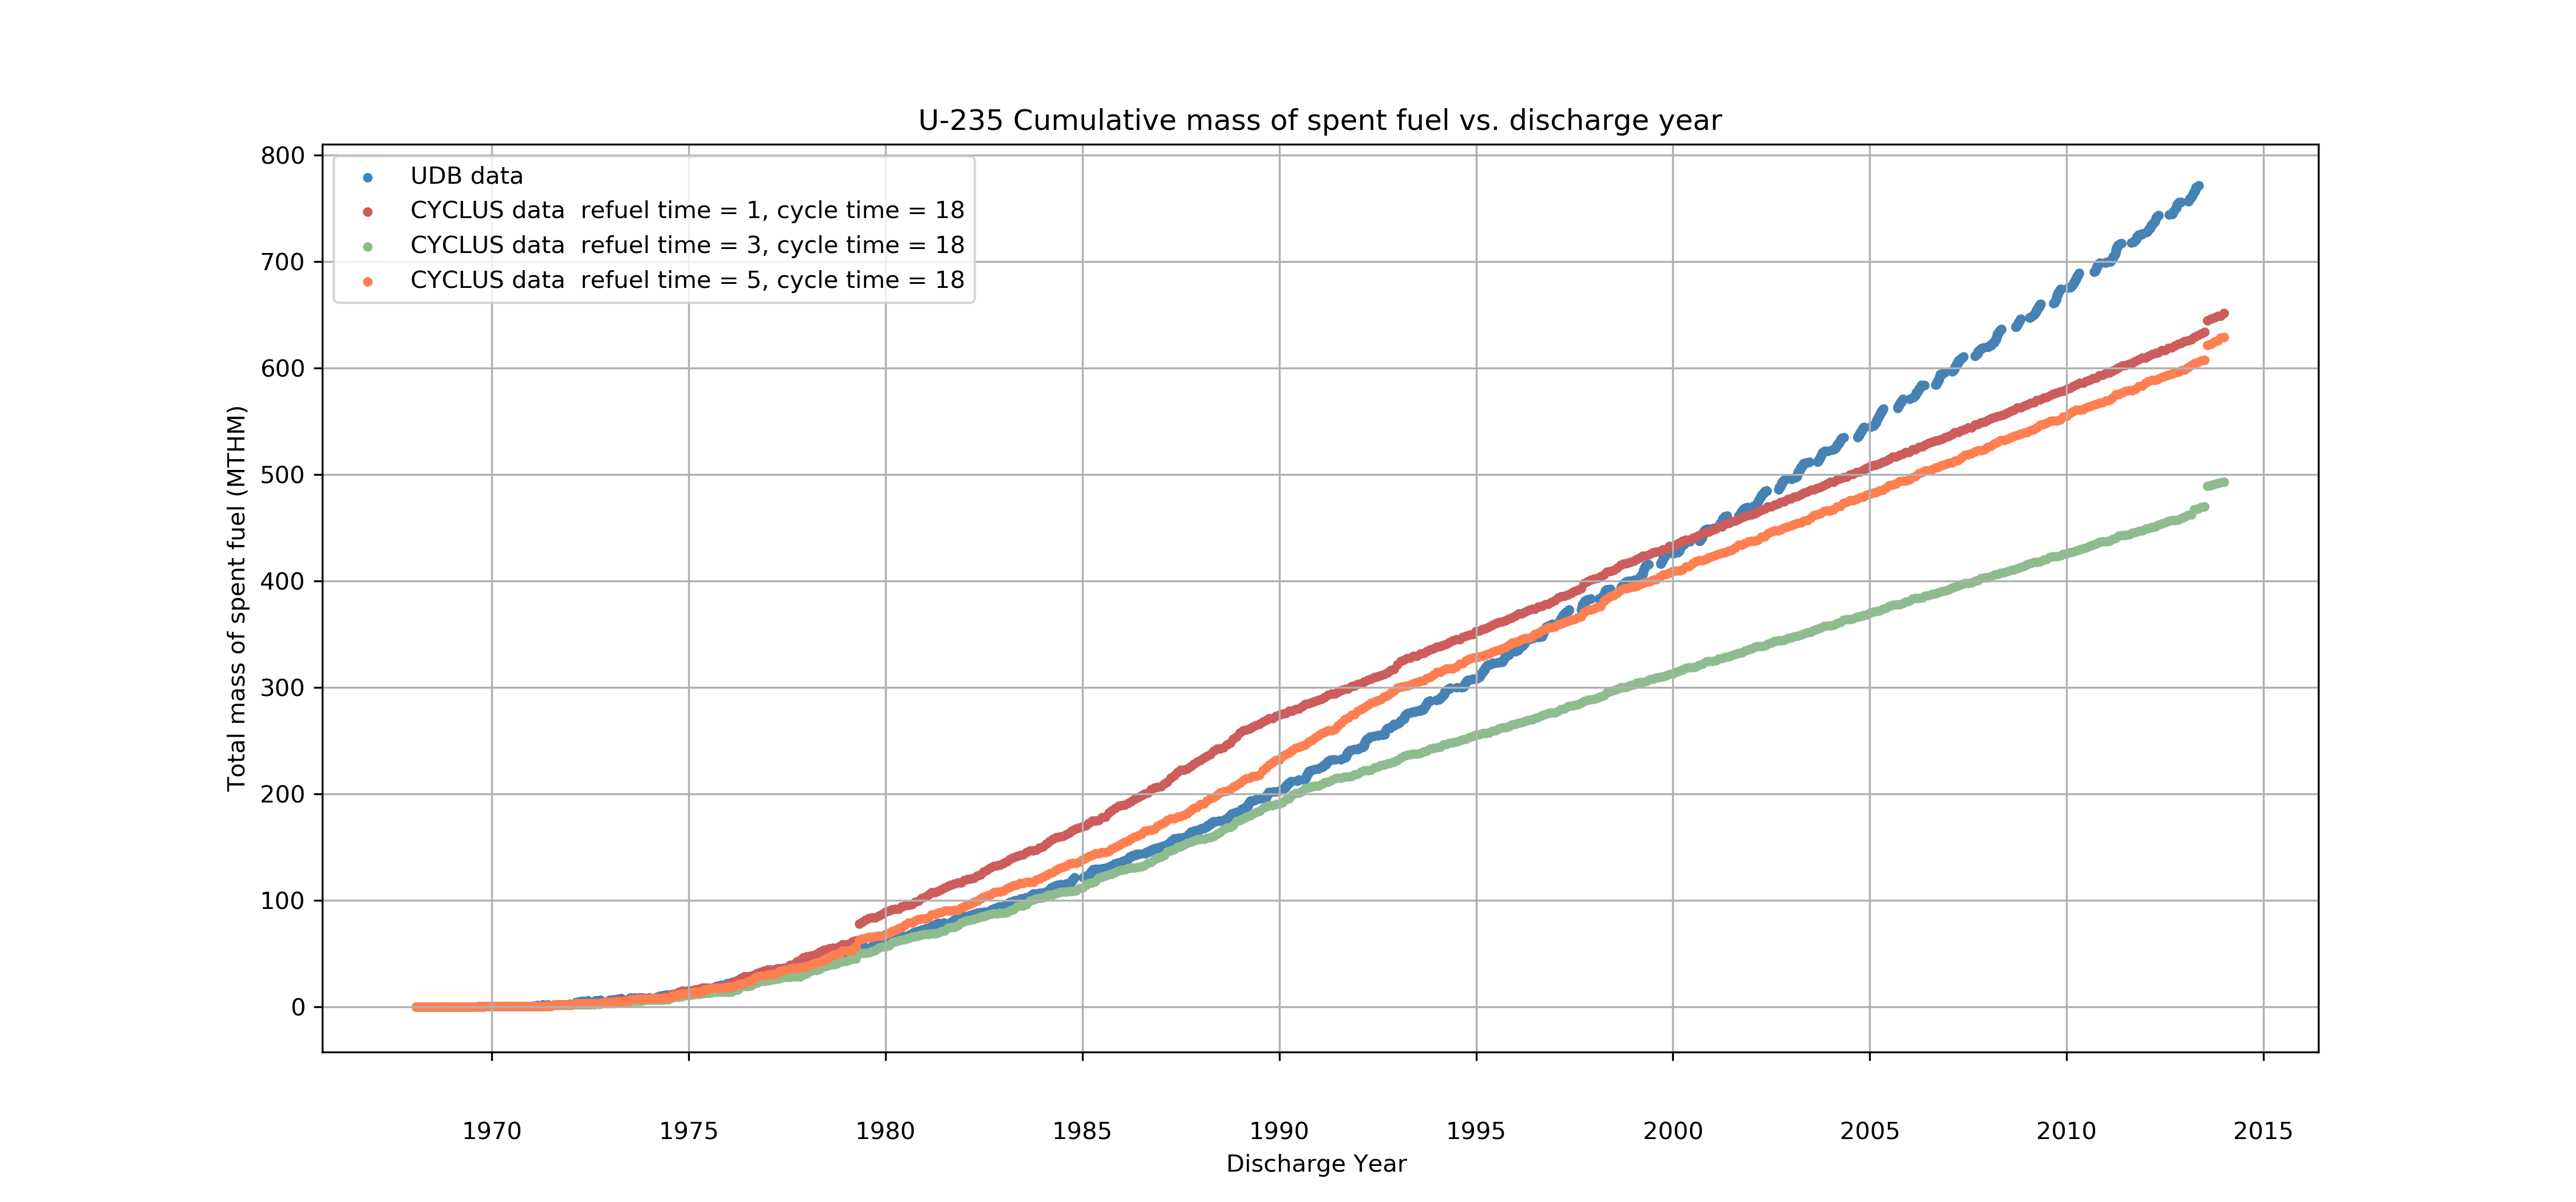 U-235 Cumulative mass of spent fuel vs. discharge year
800
700
600
500
400
300
200
100
0
Total mass of spent fuel (MTHM)
UDB data
CYCLUS data  refuel time = 1, cycle time = 18
CYCLUS data  refuel time = 3, cycle time = 18
CYCLUS data  refuel time = 5, cycle time = 18
1970 1975 1980 1985 1990 1995 2000 2005 2010 2015
Discharge Year